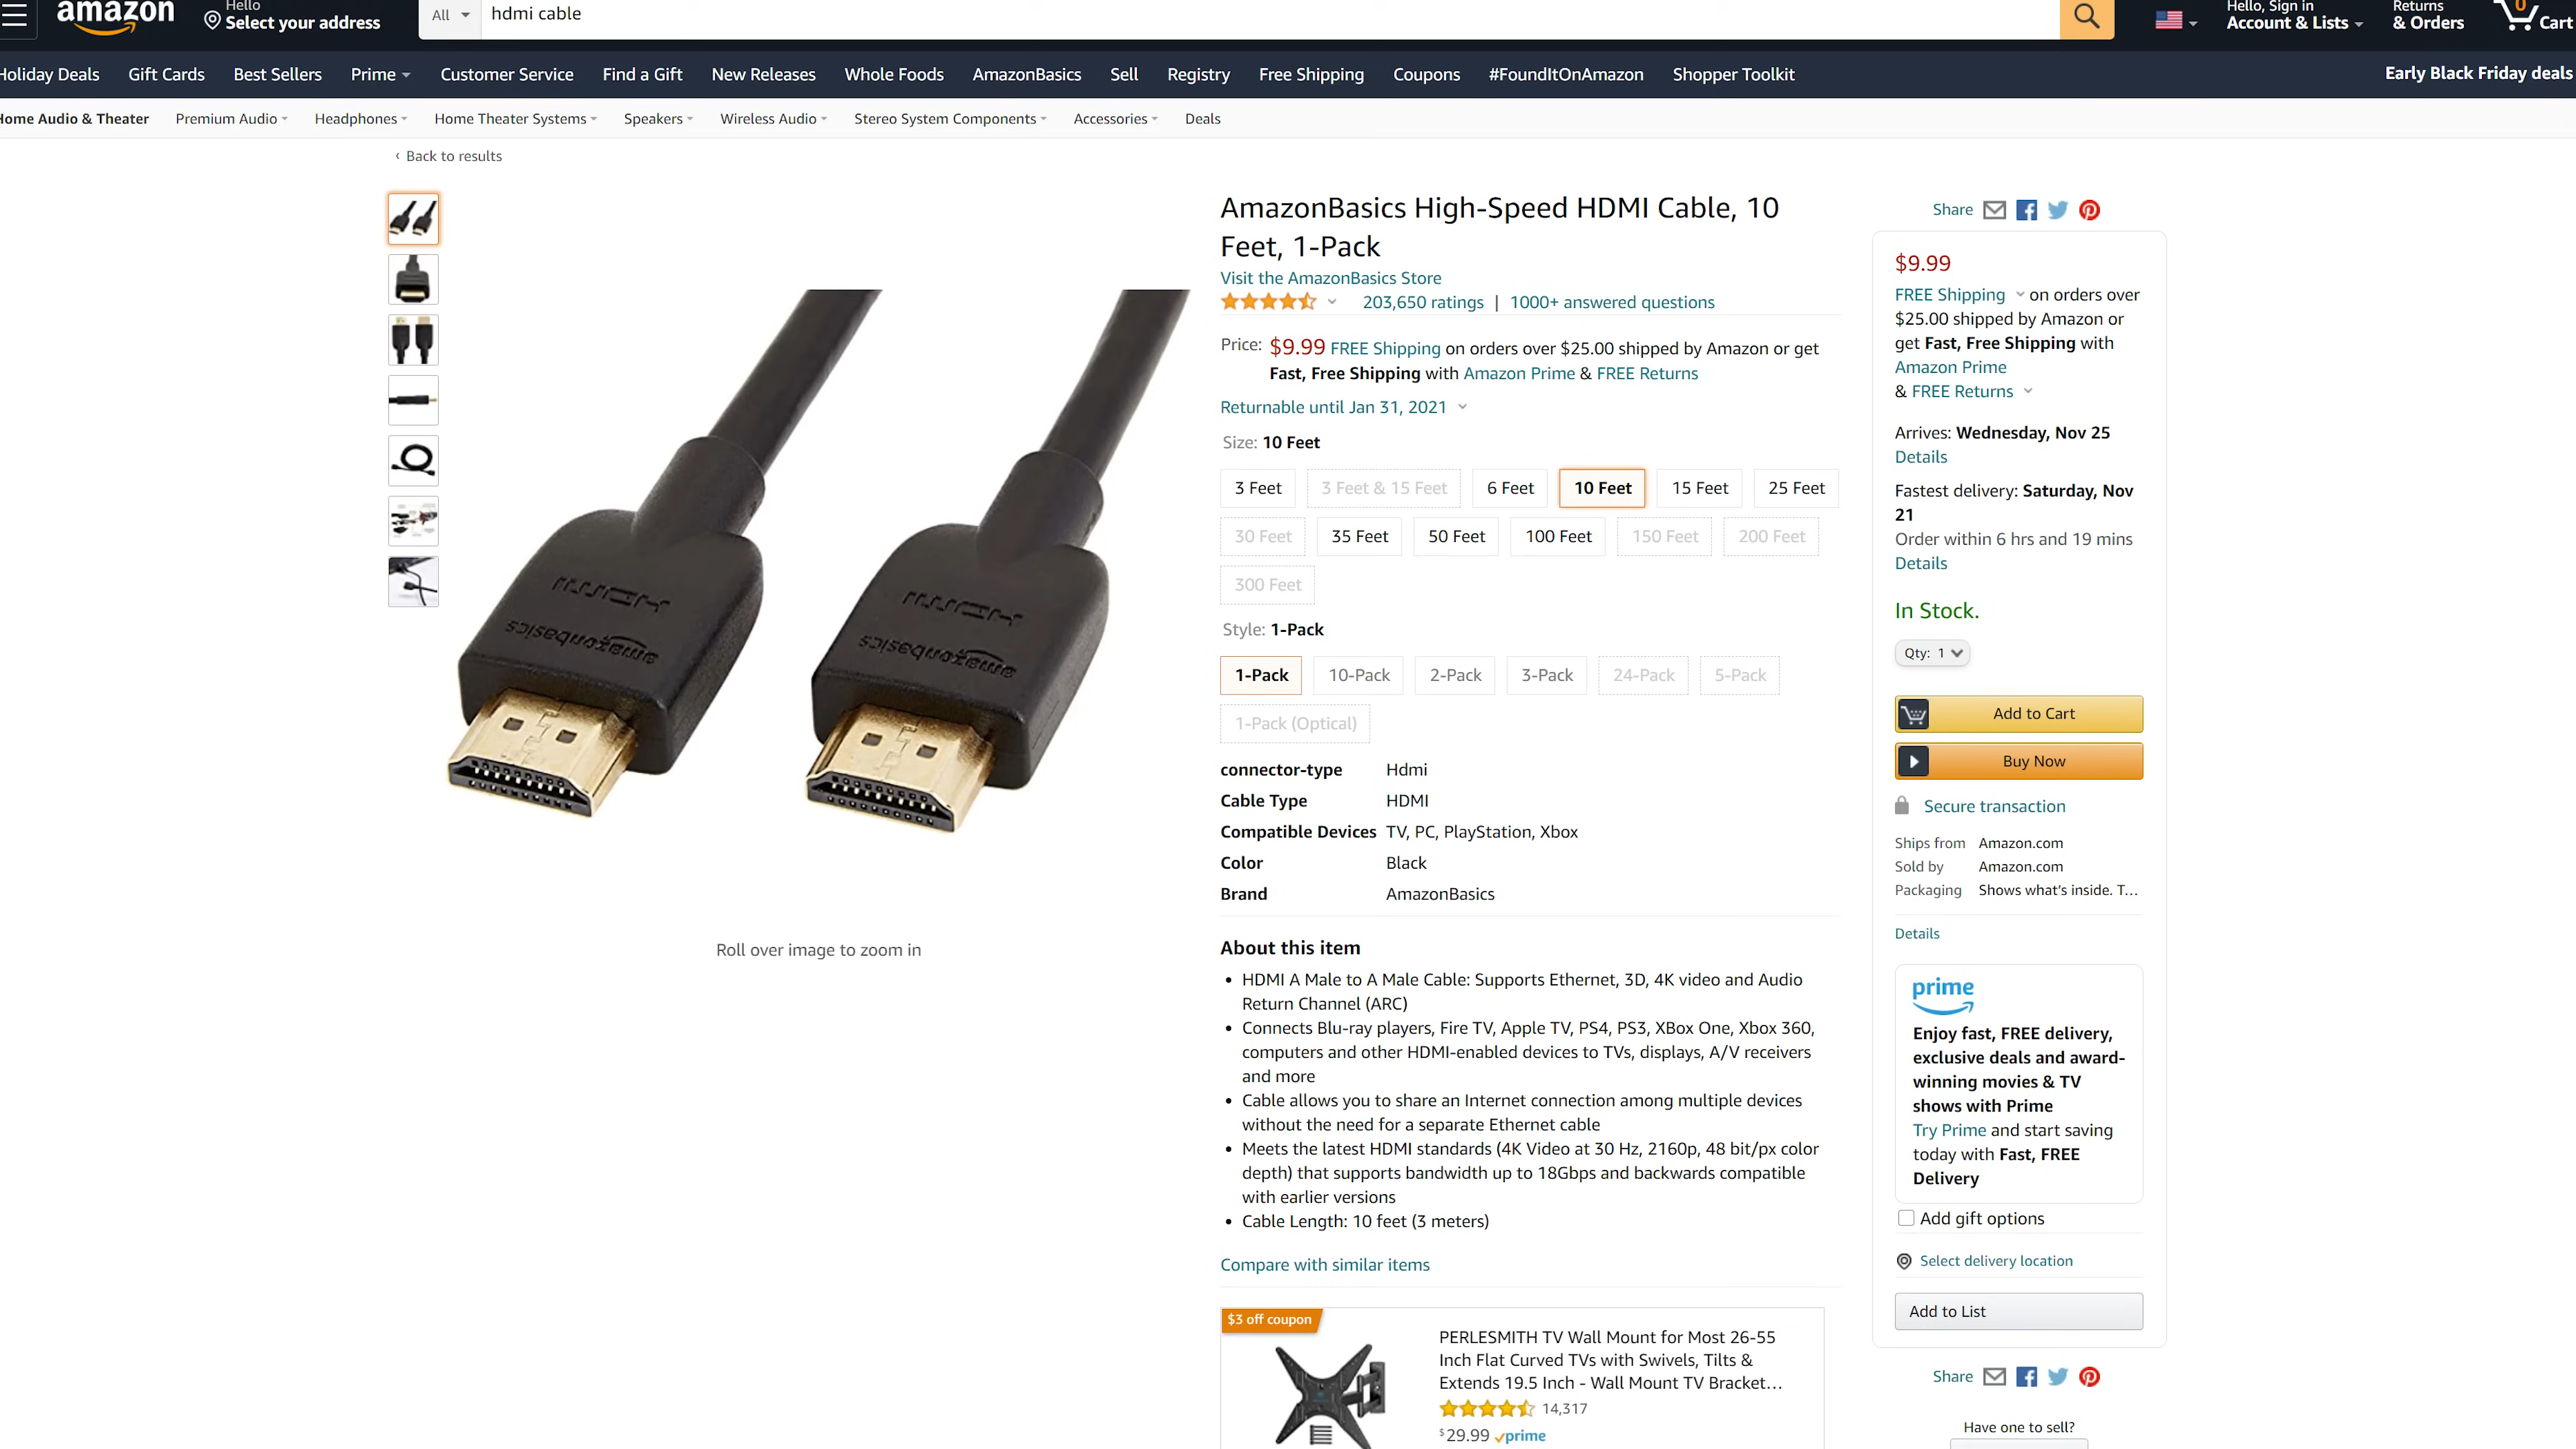 amazon
Hello
Select your address
All
hdmi cable
Hello, Sign in
Account & Lists
Returns
& Orders
0
Cart
Holiday Deals
Gift Cards
Best Sellers
Prime
Customer Service
Find a Gift
New Releases
Whole Foods
AmazonBasics
Sell
Registry
Free Shipping
Coupons
#FoundItOnAmazon
Shopper Toolkit
Early Black Friday deals
Home Audio & Theater
Premium Audio
Headphones
Home Theater Systems
Speakers
Wireless Audio
Stereo System Components
Accessories
Deals
‹ Back to results
HDMI
amazonbasics
HDMI
amazonbasics
Roll over image to zoom in
AmazonBasics High-Speed HDMI Cable, 10
Feet, 1-Pack
Visit the AmazonBasics Store
203,650 ratings | 1000+ answered questions
Price: $9.99 FREE Shipping on orders over $25.00 shipped by Amazon or get
Fast, Free Shipping with Amazon Prime & FREE Returns
Returnable until Jan 31, 2021
Size: 10 Feet
3 Feet
3 Feet & 15 Feet
6 Feet
10 Feet
15 Feet
25 Feet
30 Feet
35 Feet
50 Feet
100 Feet
150 Feet
200 Feet
300 Feet
Style: 1-Pack
1-Pack
10-Pack
2-Pack
3-Pack
24-Pack
5-Pack
1-Pack (Optical)
connector-type Hdmi
Cable Type HDMI
Compatible Devices TV, PC, PlayStation, Xbox
Color Black
Brand AmazonBasics
About this item
• HDMI A Male to A Male Cable: Supports Ethernet, 3D, 4K video and Audio
Return Channel (ARC)
• Connects Blu-ray players, Fire TV, Apple TV, PS4, PS3, XBox One, Xbox 360,
computers and other HDMI-enabled devices to TVs, displays, A/V receivers
and more
• Cable allows you to share an Internet connection among multiple devices
without the need for a separate Ethernet cable
• Meets the latest HDMI standards (4K Video at 30 Hz, 2160p, 48 bit/px color
depth) that supports bandwidth up to 18Gbps and backwards compatible
with earlier versions
• Cable Length: 10 feet (3 meters)
Compare with similar items
$3 off coupon
PERLESMITH TV Wall Mount for Most 26-55
Inch Flat Curved TVs with Swivels, Tilts &
Extends 19.5 Inch - Wall Mount TV Bracket…
14,317
$29.99 prime
Share
$9.99
FREE Shipping on orders over
$25.00 shipped by Amazon or
get Fast, Free Shipping with
Amazon Prime
& FREE Returns
Arrives: Wednesday, Nov 25
Details
Fastest delivery: Saturday, Nov
21
Order within 6 hrs and 19 mins
Details
In Stock.
Qty: 1
Add to Cart
Buy Now
Secure transaction
Ships from Amazon.com
Sold by Amazon.com
Packaging Shows what's inside. T…
Details
prime
Enjoy fast, FREE delivery,
exclusive deals and award-
winning movies & TV
shows with Prime
Try Prime and start saving
today with Fast, FREE
Delivery
Add gift options
Select delivery location
Add to List
Share
Have one to sell?